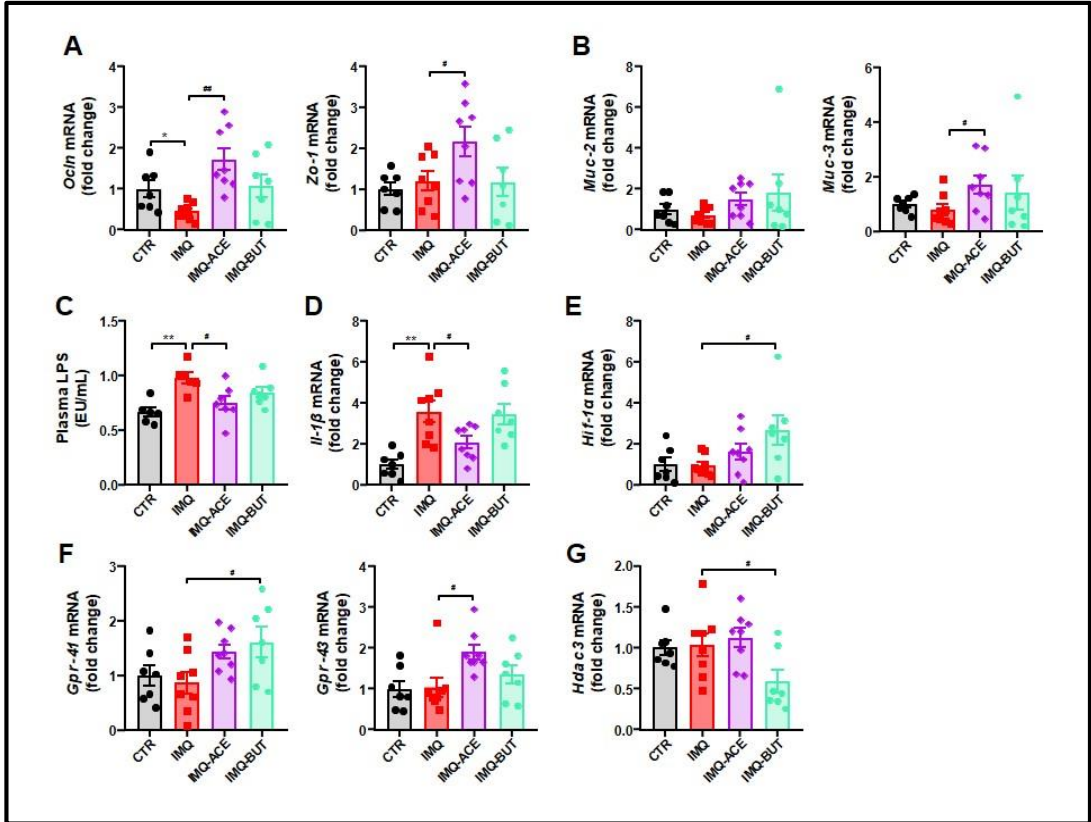 A
Ocln mRNA
(fold change)
4
3
2
1
0
*
##
CTR
IMQ
IMQ-ACE
IMQ-BUT
Zo-1 mRNA
(fold change)
4
3
2
1
0
#
CTR
IMQ
IMQ-ACE
IMQ-BUT
B
Muc-2 mRNA
(fold change)
8
6
4
2
0
CTR
IMQ
IMQ-ACE
IMQ-BUT
Muc-3 mRNA
(fold change)
6
4
2
0
#
CTR
IMQ
IMQ-ACE
IMQ-BUT
C
Plasma LPS
(EU/mL)
1.5
1.0
0.5
0.0
**
#
CTR
IMQ
IMQ-ACE
IMQ-BUT
D
Il-1β mRNA
(fold change)
8
6
4
2
0
**
#
CTR
IMQ
IMQ-ACE
IMQ-BUT
E
Hif-1α mRNA
(fold change)
8
6
4
2
0
#
CTR
IMQ
IMQ-ACE
IMQ-BUT
F
Gpr-41 mRNA
(fold change)
3
2
1
0
#
CTR
IMQ
IMQ-ACE
IMQ-BUT
Gpr-43 mRNA
(fold change)
4
3
2
1
0
#
CTR
IMQ
IMQ-ACE
IMQ-BUT
G
Hdac3 mRNA
(fold change)
2.0
1.5
1.0
0.5
0.0
#
CTR
IMQ
IMQ-ACE
IMQ-BUT